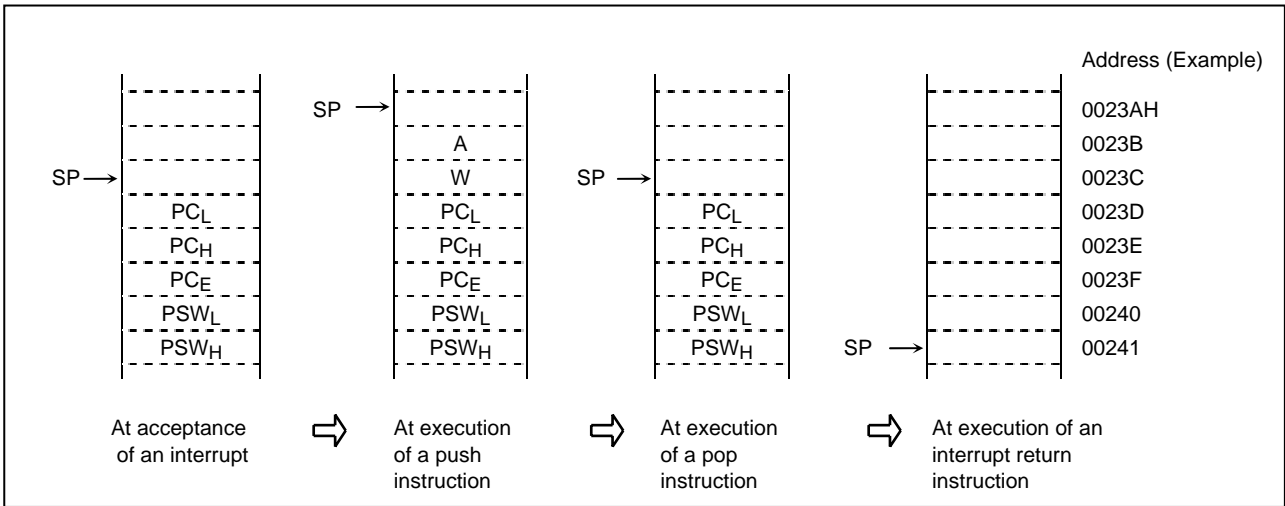 Address (Example)
SP
SP
A
W
PCL
PCH
PCE
PSWL
PSWH
PCL
PCH
PCE
PSWL
PSWH
SP
PCL
PCH
PCE
PSWL
PSWH
SP
0023AH
0023B
0023C
0023D
0023E
0023F
00240
00241
At acceptance
of an interrupt
At execution
of a push
instruction
At execution
of a pop
instruction
At execution of an
interrupt return
instruction